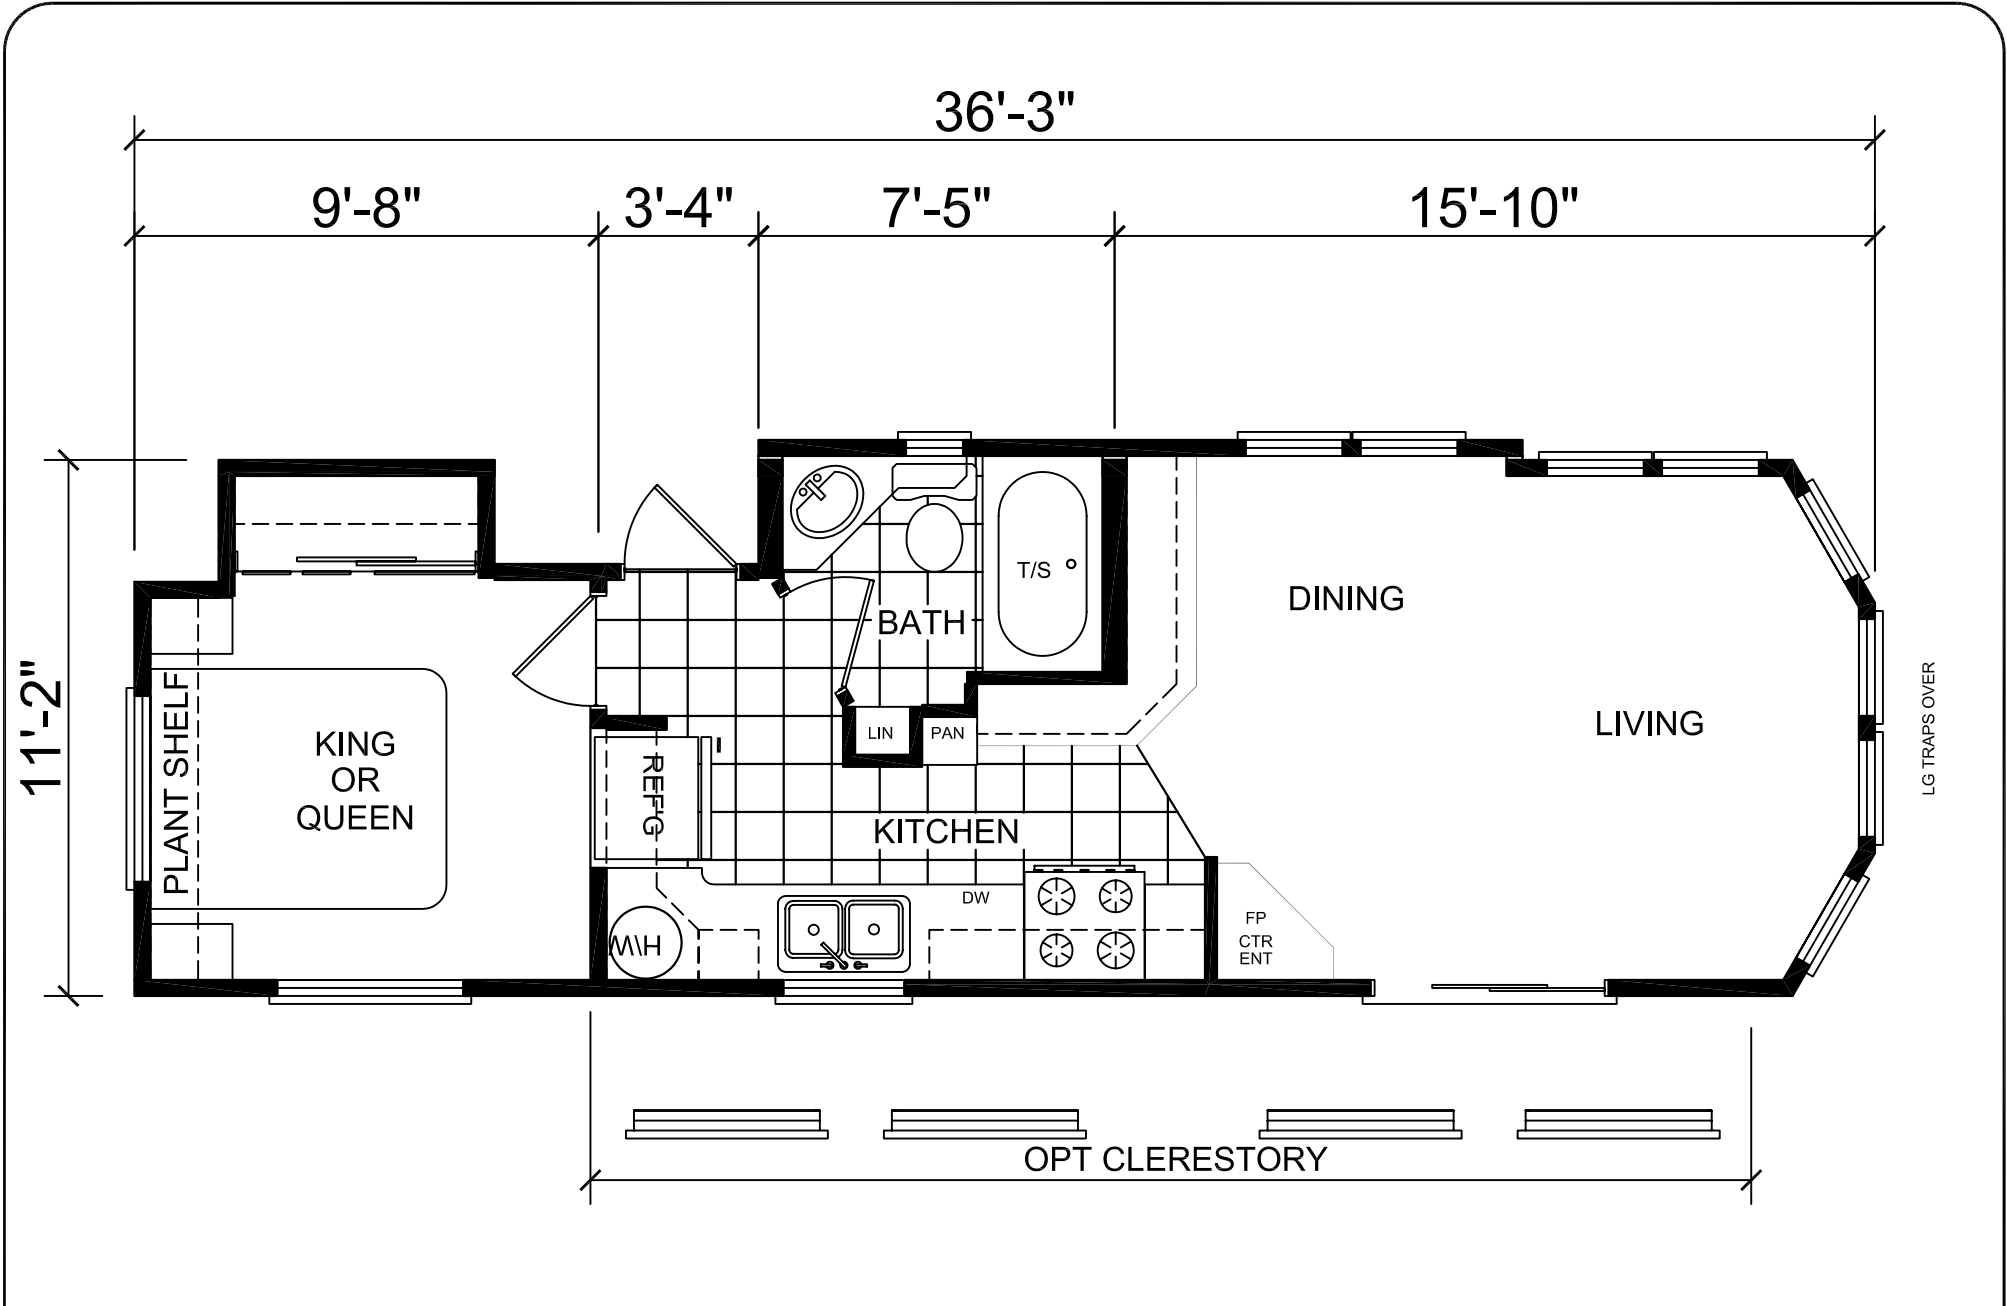 36'-3"
9'-8"
3'-4"
7'-5"
15'-10"
11'-2"
PLANT SHELF
KING
OR
QUEEN
REF'G
H\W
LIN
PAN
BATH
T/S
KITCHEN
DW
DINING
LIVING
FP
CTR
ENT
LG TRAPS OVER
OPT CLERESTORY